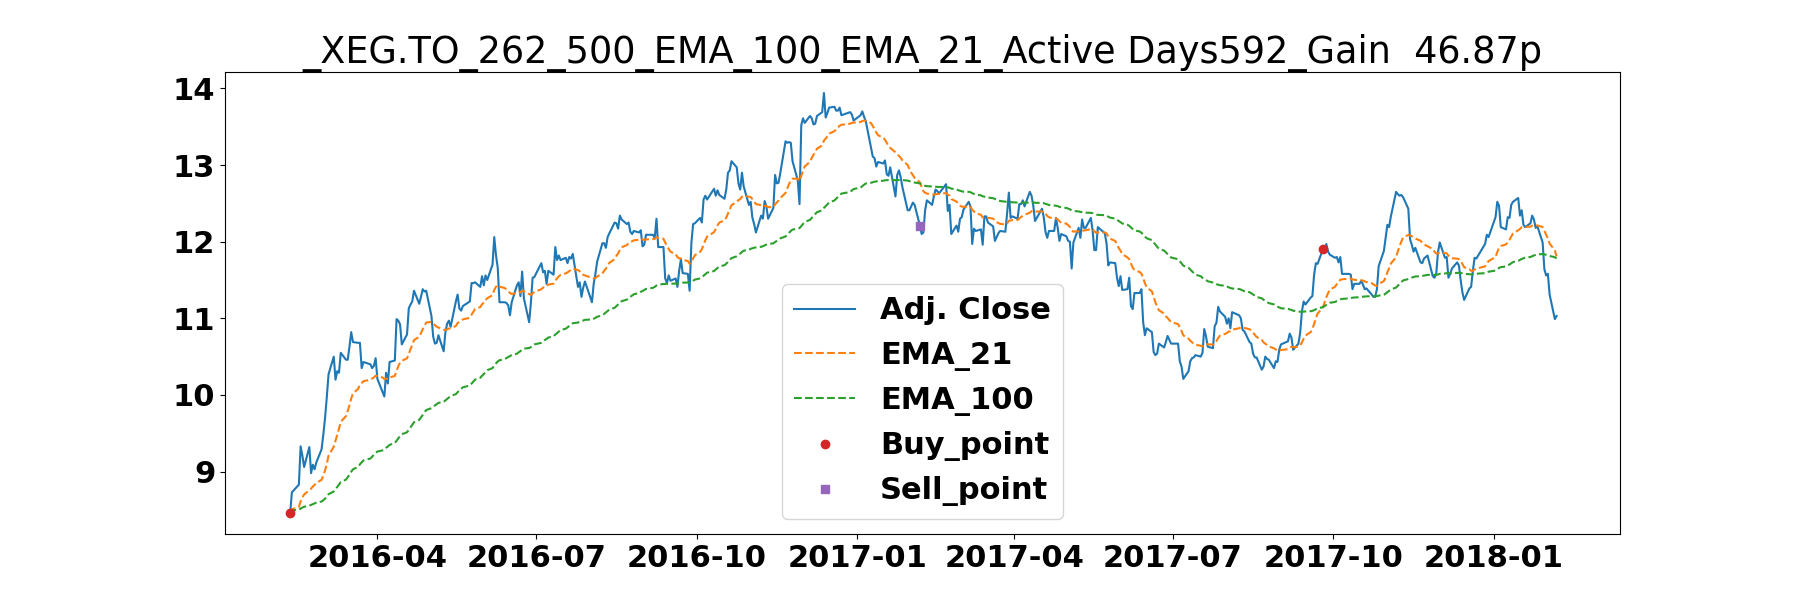 _XEG.TO_262_500_EMA_100_EMA_21_Active Days592_Gain  46.87p
14
13
12
11
10
9
Adj. Close
EMA_21
EMA_100
Buy_point
Sell_point
2016-04 2016-07 2016-10 2017-01 2017-04 2017-07 2017-10 2018-01